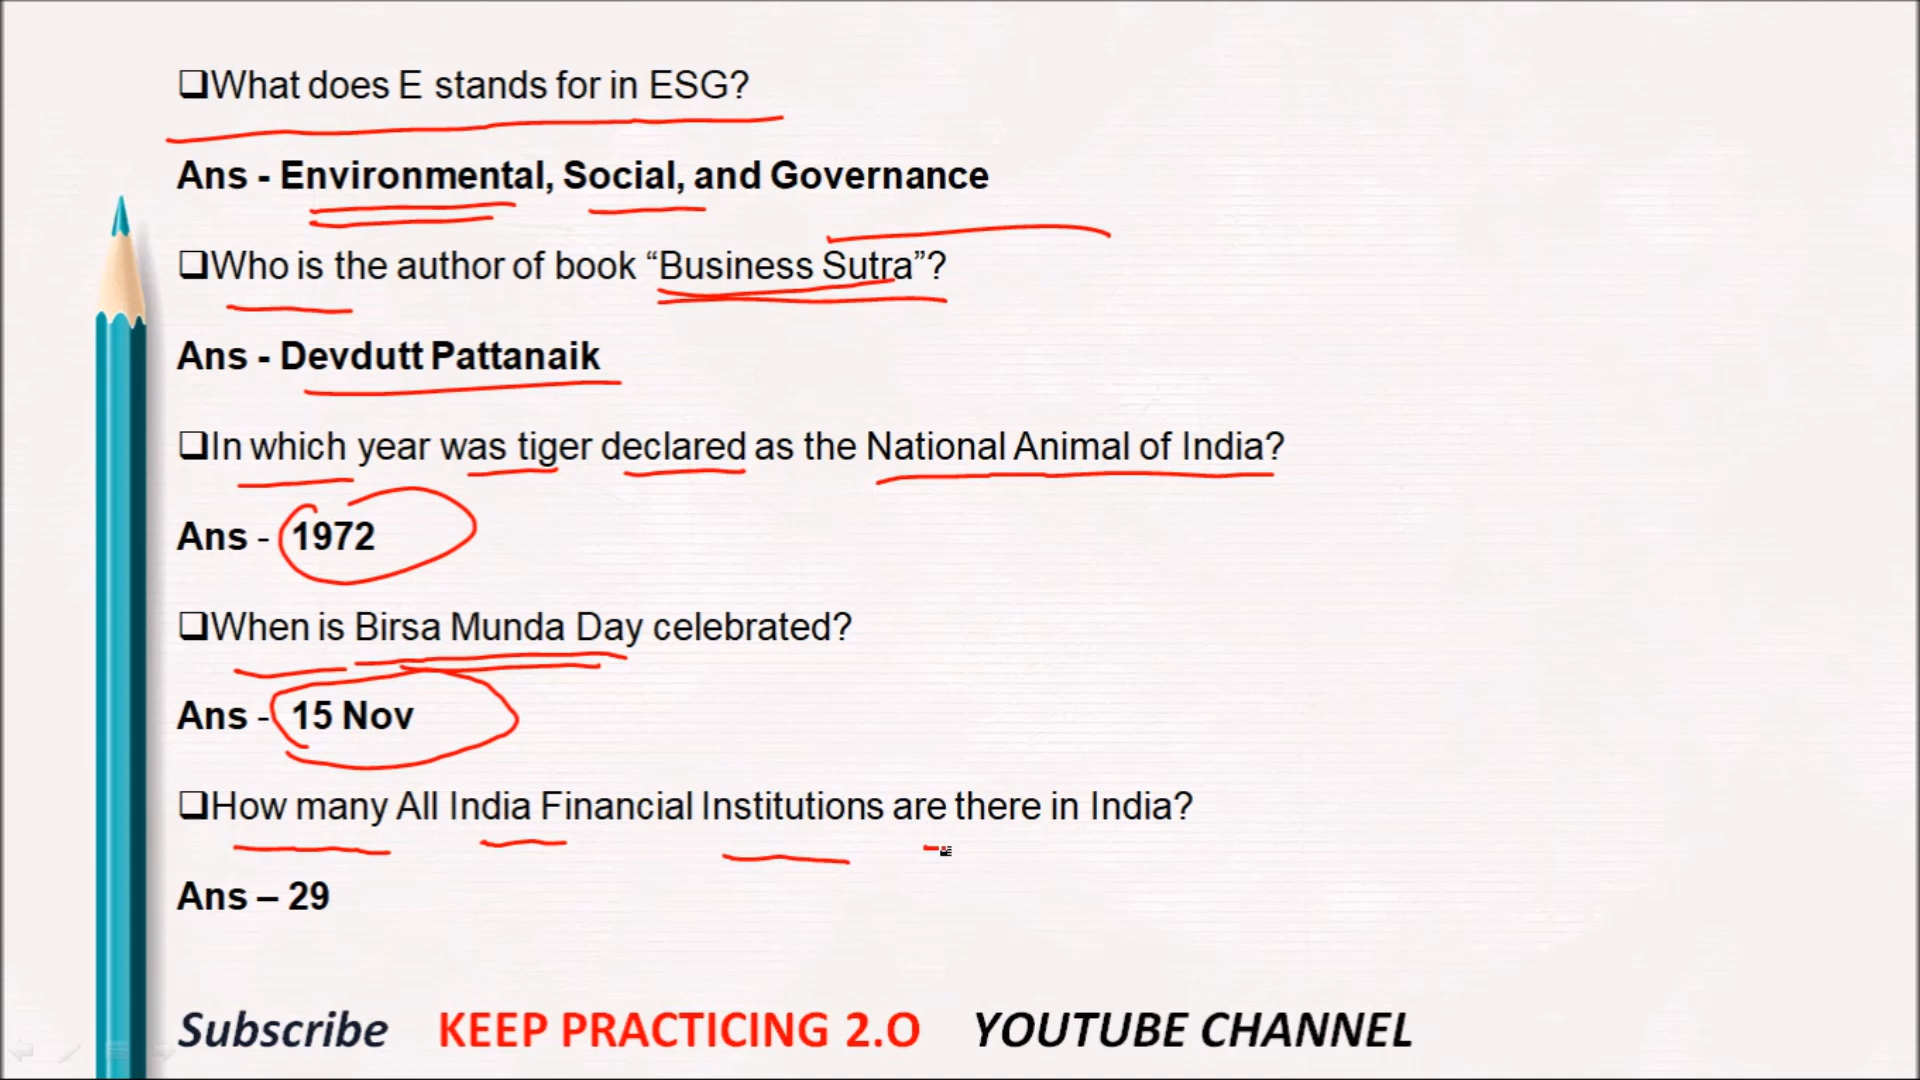 ❑What does E stands for in ESG?
Ans - Environmental, Social, and Governance
❑Who is the author of book “Business Sutra”?
Ans - Devdutt Pattanaik
❑In which year was tiger declared as the National Animal of India?
Ans - 1972
❑When is Birsa Munda Day celebrated?
Ans - 15 Nov
❑How many All India Financial Institutions are there in India?
Ans – 29
Subscribe KEEP PRACTICING 2.O YOUTUBE CHANNEL